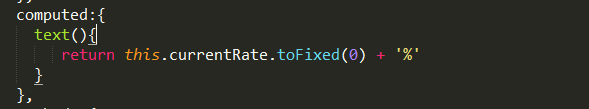 computed:{
text(){
return this.currentRate.toFixed(0) + '%'
}
},